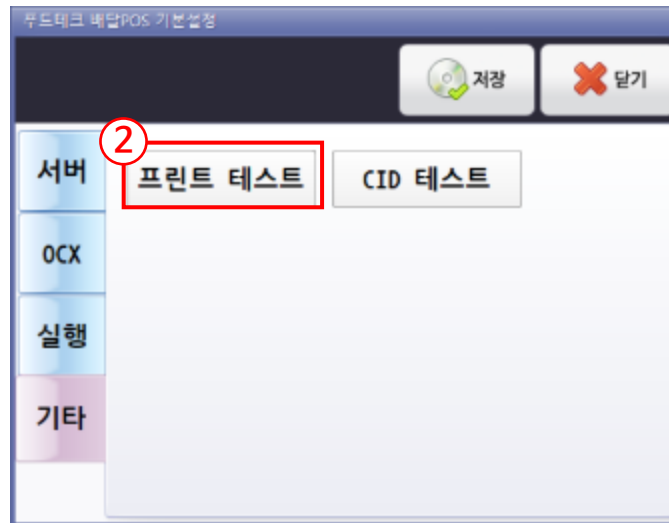 푸드테크 배달POS 기본설정
저장
닫기
②
서버
프린트 테스트
CID 테스트
OCX
실행
기타